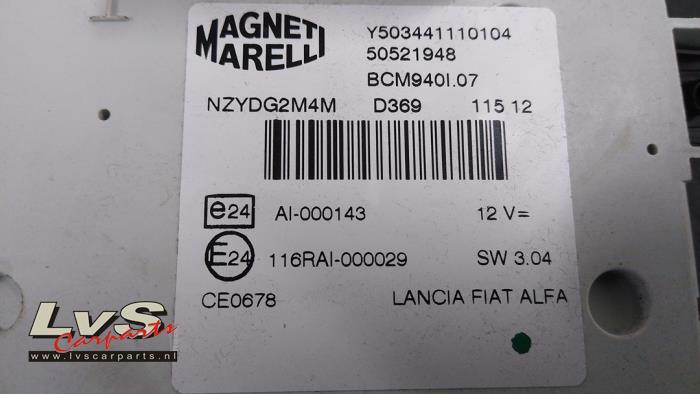 MAGNETI MARELLI
Y503441110104
50521948
BCM940I.07
NZYDG2M4M D369 115 12
e24 AI-000143 12 V=
E24 116RAI-000029 SW 3.04
CE0678 LANCIA FIAT ALFA
LvS
Carparts
www.lvscarparts.nl